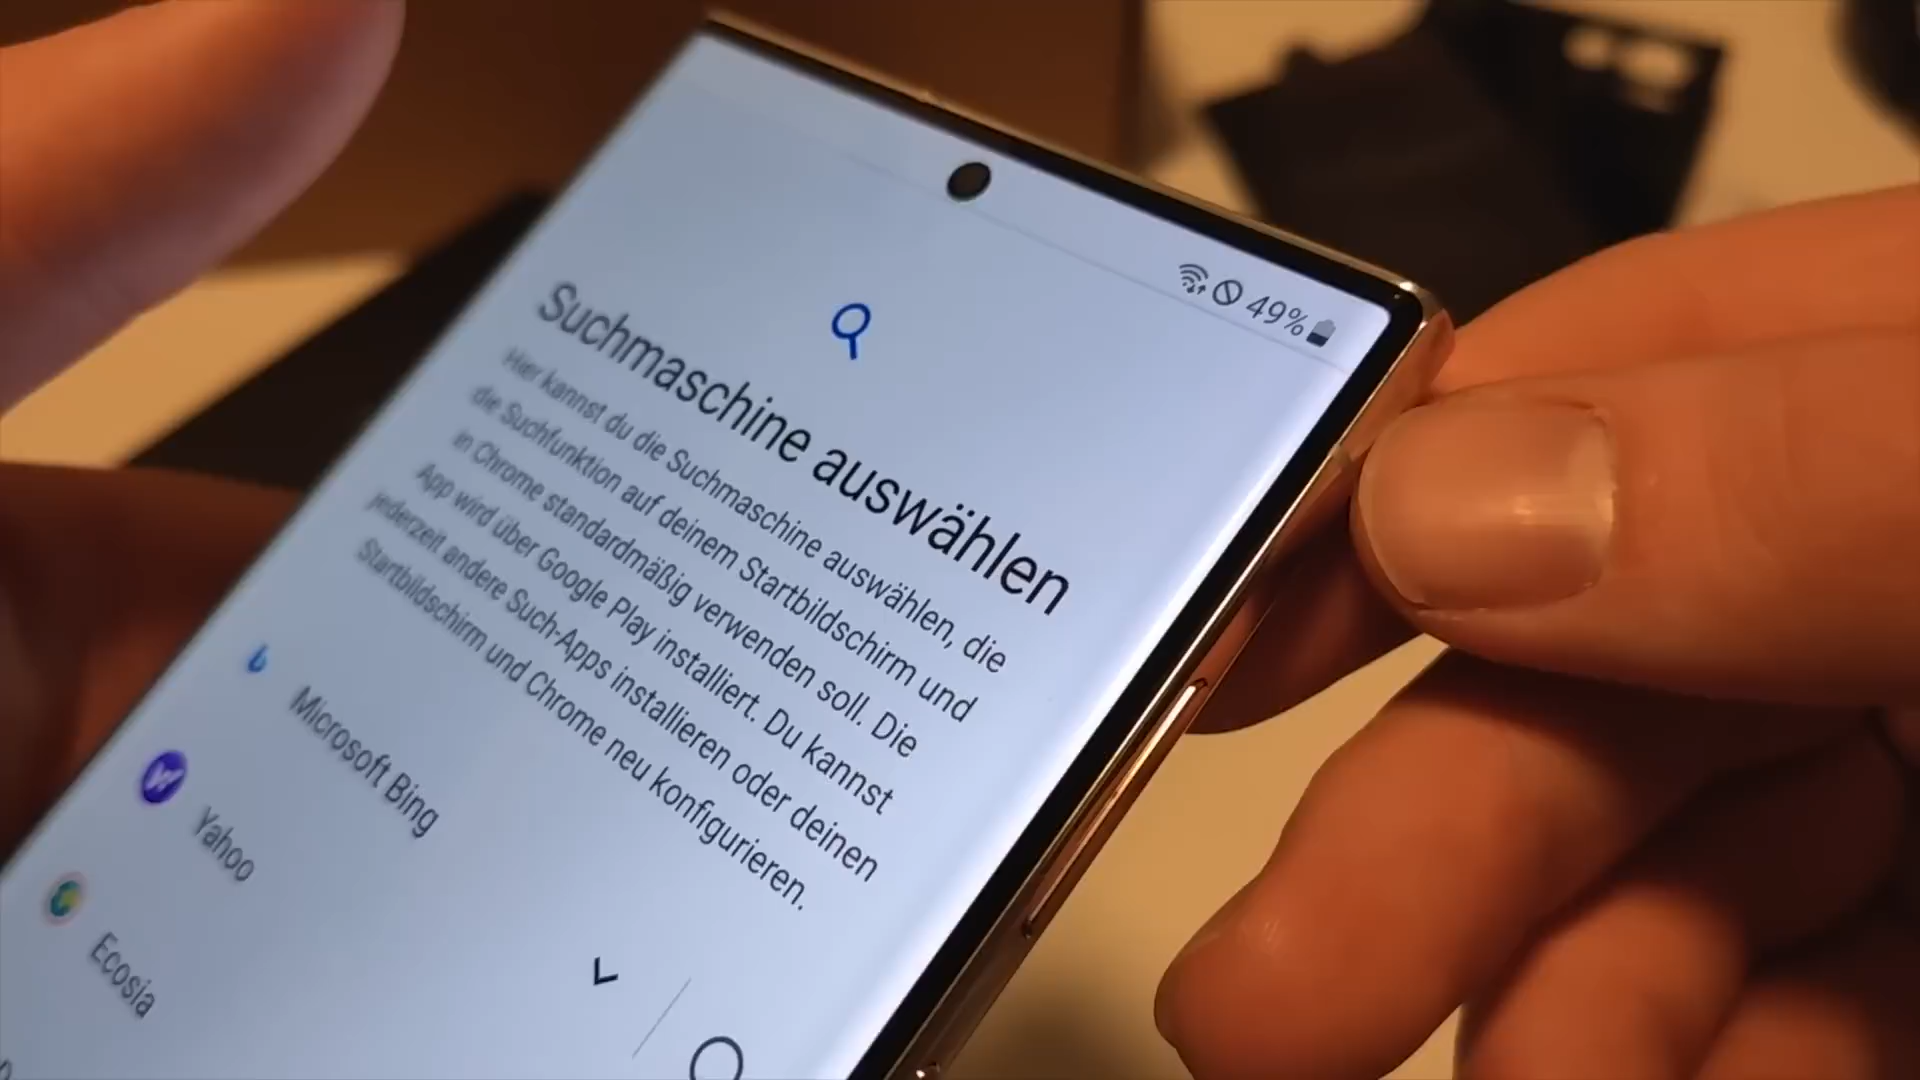 49%
Suchmaschine auswählen
Hier kannst du die Suchmaschine auswählen, die
die Suchfunktion auf deinem Startbildschirm und
in Chrome standardmäßig verwenden soll. Die
App wird über Google Play installiert. Du kannst
jederzeit andere Such-Apps installieren oder deinen
Startbildschirm und Chrome neu konfigurieren.
Microsoft Bing
Yahoo
Ecosia